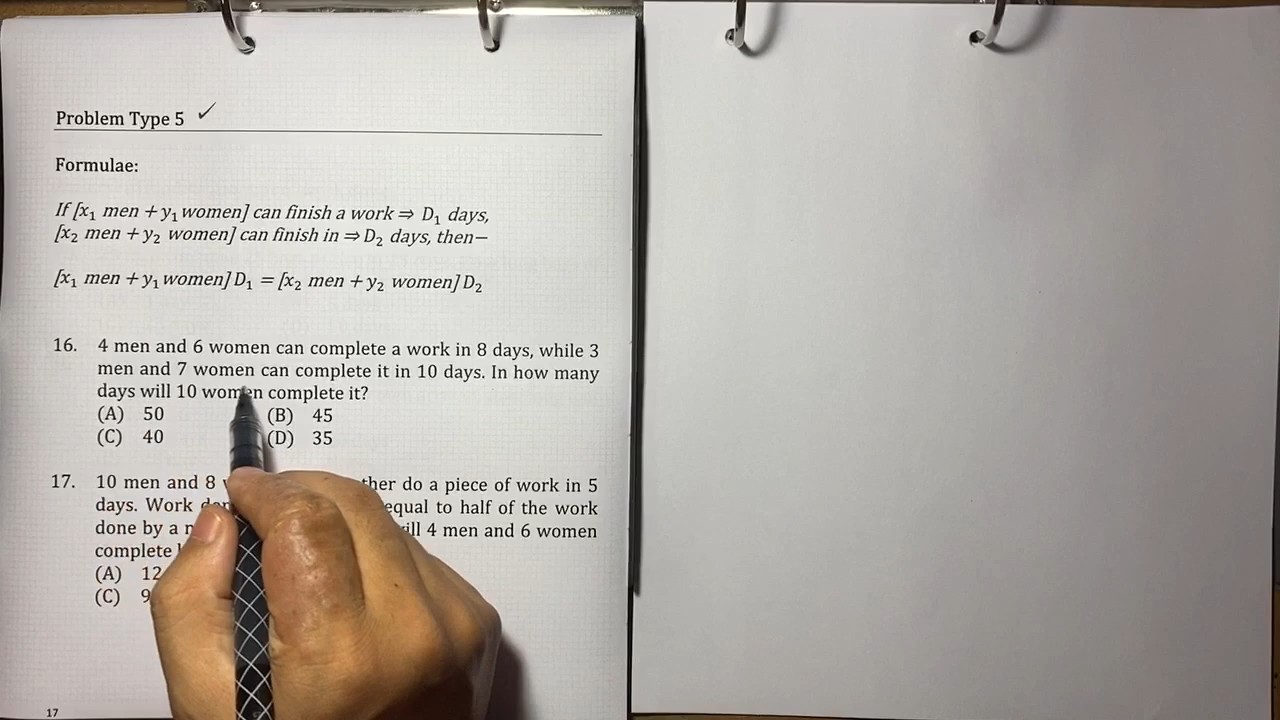 Problem Type 5 ✓
Formulae:
If [x₁ men + y₁ women] can finish a work ⇒ D₁ days,
[x₂ men + y₂ women] can finish in ⇒ D₂ days, then−
[x₁ men + y₁ women] D₁ = [x₂ men + y₂ women] D₂
16. 4 men and 6 women can complete a work in 8 days, while 3
men and 7 women can complete it in 10 days. In how many
days will 10 women complete it?
(A) 50 (B) 45
(C) 40 (D) 35
17. 10 men and 8 ther do a piece of work in 5
days. Work equal to half of the work
done by a ill 4 men and 6 women
complete
(A) 12
(C) 9
17